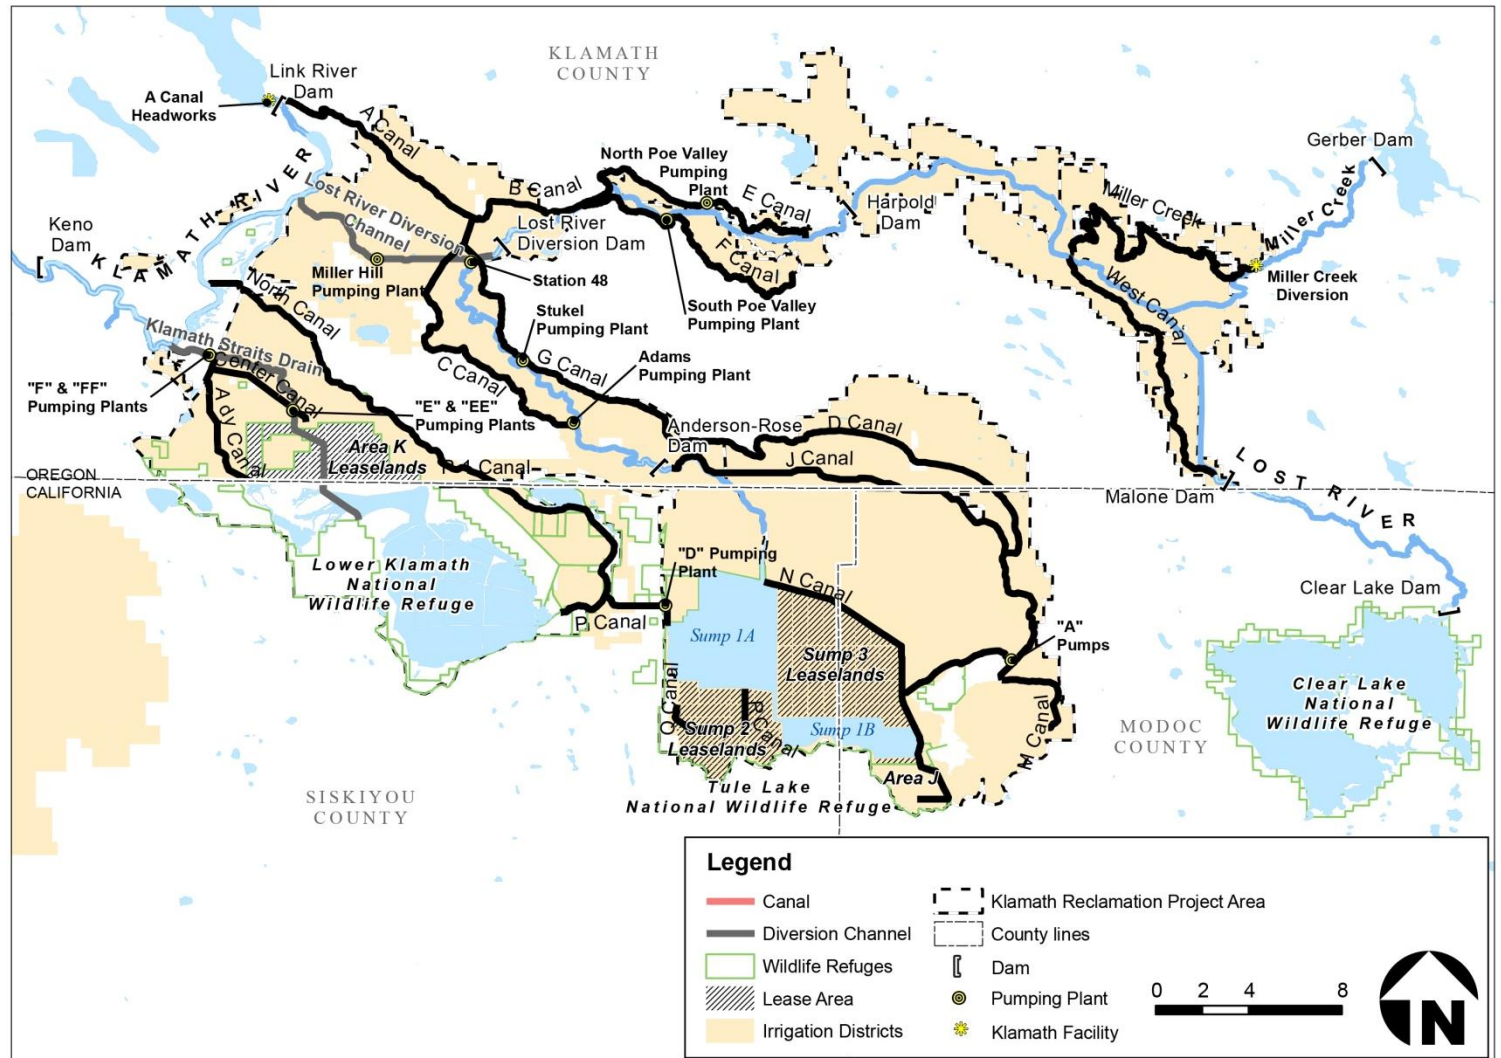 KLAMATH
COUNTY
Link River
Dam
A Canal
Headworks
A Canal
Gerber Dam
North Poe Valley
Pumping
Plant
B Canal
E Canal
Miller Creek
Miller Creek
Harpold
Dam
KLAMATH RIVER
Keno
Dam
Lost River Diversion
Channel
Lost River
Diversion Dam
F Canal
Miller Hill
Pumping Plant
Station 48
South Poe Valley
Pumping Plant
West Canal
Miller Creek
Diversion
North Canal
Stukel
Pumping Plant
Klamath Straits Drain
Center Canal
C Canal
G Canal
Adams
Pumping Plant
"F" & "FF"
Pumping Plants
Ady Canal
"E" & "EE"
Pumping Plants
Area K
Leaselands
Anderson-Rose
Dam
D Canal
J Canal
P-1 Canal
OREGON
CALIFORNIA
Malone Dam
LOST RIVER
Lower Klamath
National
Wildlife Refuge
"D" Pumping
Plant
N Canal
P Canal
Clear Lake Dam
Sump 1A
Sump 3
Leaselands
"A"
Pumps
Q Canal
R Canal
Sump 2
Leaselands
Sump 1B
M Canal
Area J
Clear Lake
National
Wildlife Refuge
MODOC
COUNTY
SISKIYOU
COUNTY
Tule Lake
National Wildlife Refuge
Legend
Canal
Diversion Channel
Wildlife Refuges
Lease Area
Irrigation Districts
Klamath Reclamation Project Area
County lines
Dam
Pumping Plant
Klamath Facility
0 2 4 8
N